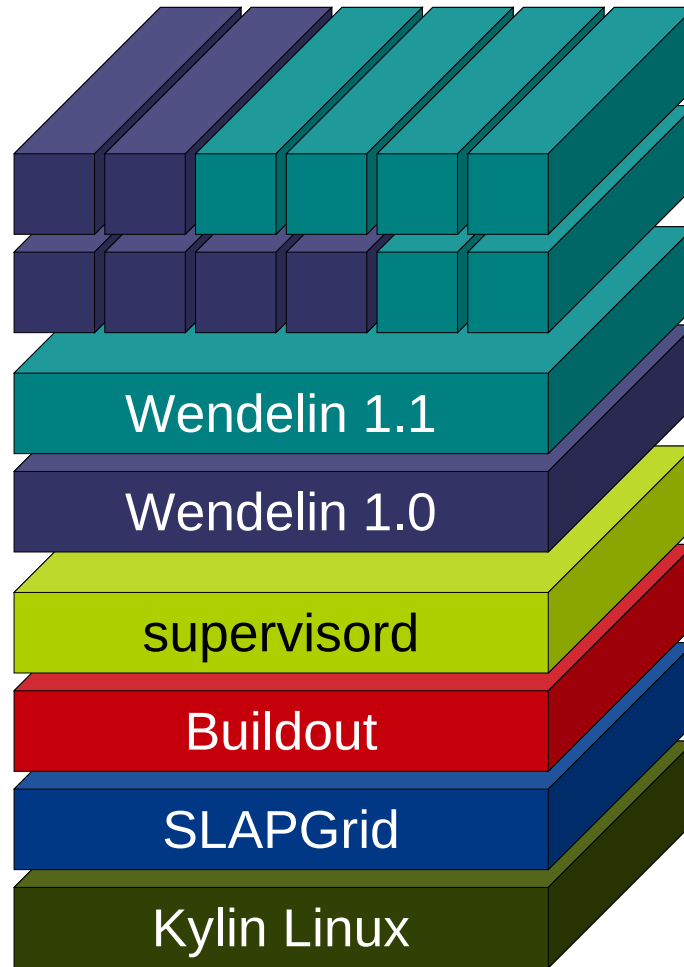 Wendelin 1.1
Wendelin 1.0
supervisord
Buildout
SLAPGrid
Kylin Linux